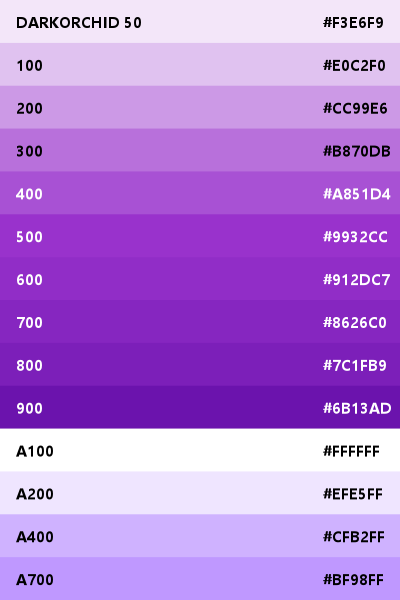 DARKORCHID 50 #F3E6F9
100 #E0C2F0
200 #CC99E6
300 #B870DB
400 #A851D4
500 #9932CC
600 #912DC7
700 #8626C0
800 #7C1FB9
900 #6B13AD
A100 #FFFFFF
A200 #EFE5FF
A400 #CFB2FF
A700 #BF98FF